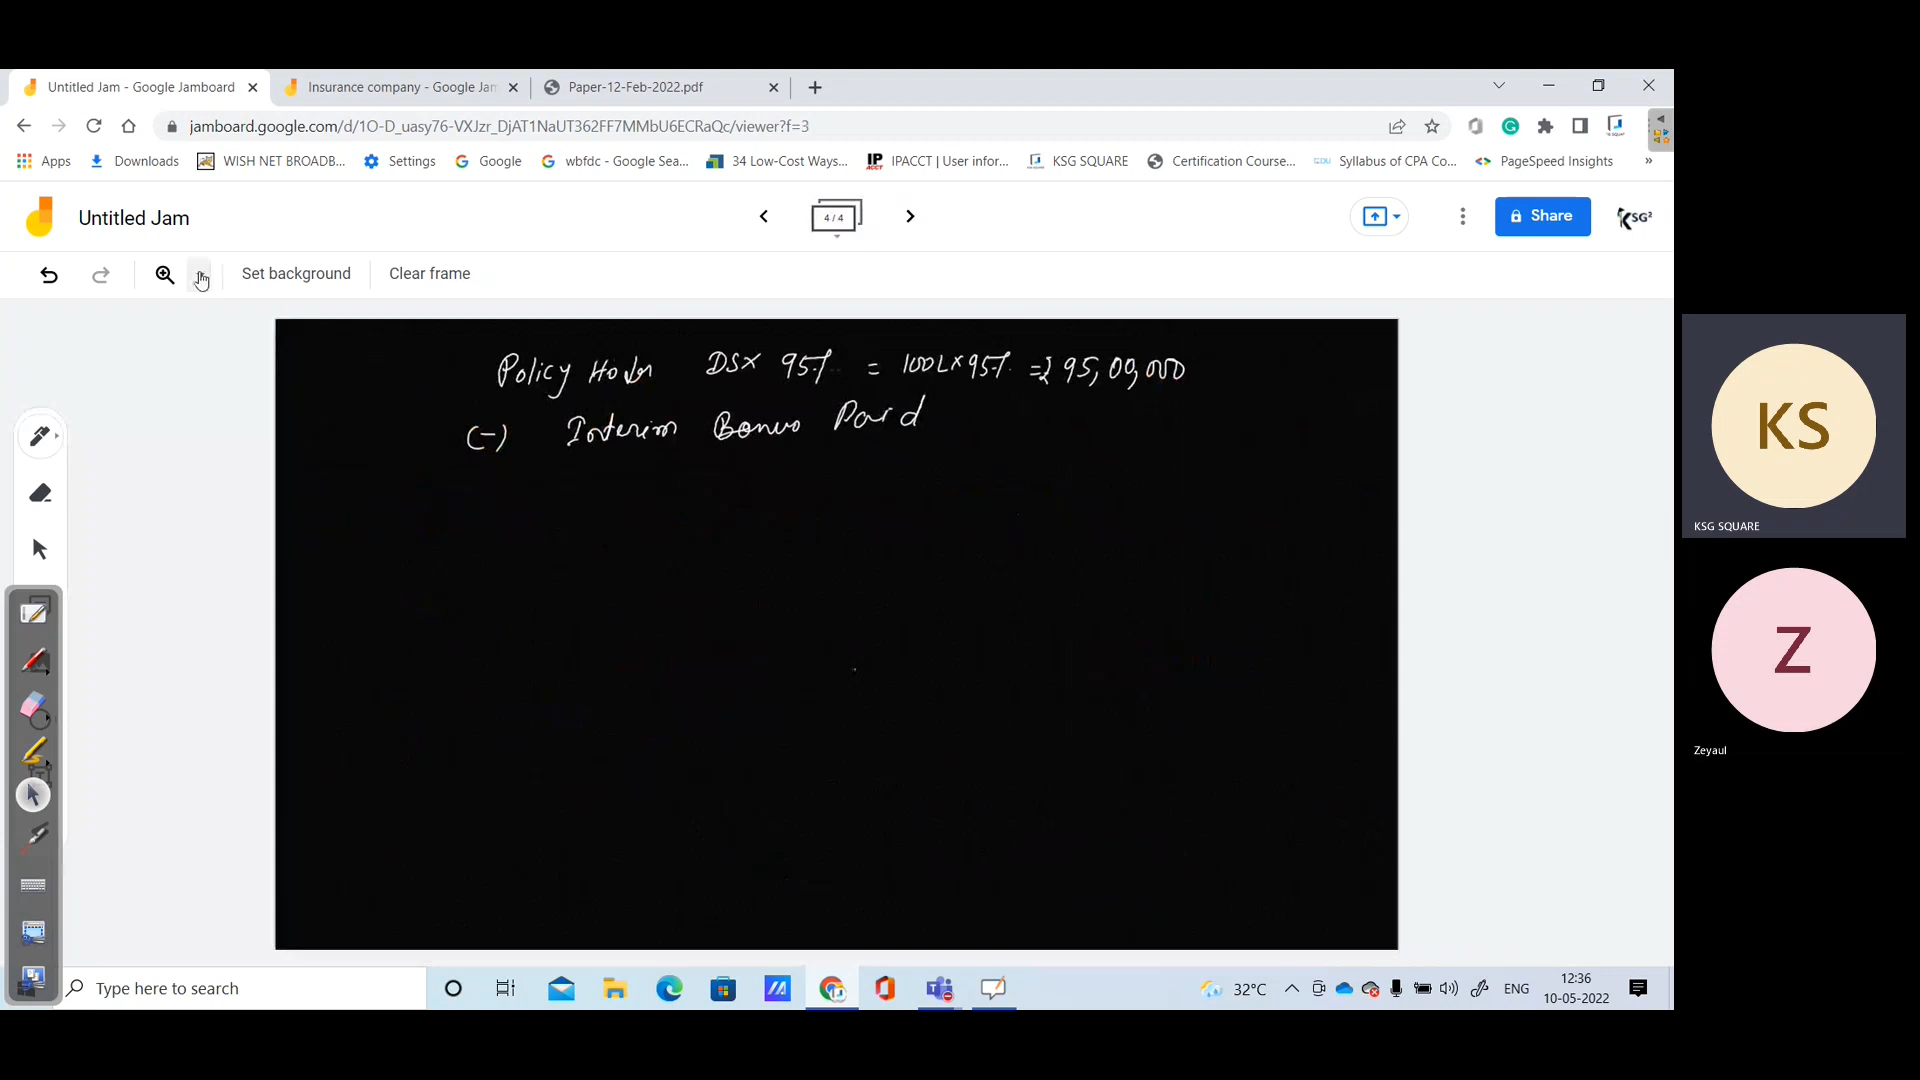 Untitled Jam - Google Jamboard
Insurance company - Google Jam
Paper-12-Feb-2022.pdf
jamboard.google.com/d/1O-D_uasy76-VXJzr_DjAT1NaUT362FF7MMbU6ECRaQc/viewer?f=3
Apps Downloads WISH NET BROADB... Settings Google wbfdc - Google Sea... 34 Low-Cost Ways... IPACCT | User infor... KSG SQUARE Certification Course... Syllabus of CPA Co... PageSpeed Insights »
Untitled Jam
4 / 4
Share
KSG²
Set background Clear frame
Policy Holder DSX 95% = 100L X 95% = ₹ 95,00,000
(-) Interim Bonus Paid
KS
KSG SQUARE
Z
Zeyaul
Type here to search
32°C
ENG
12:36
10-05-2022